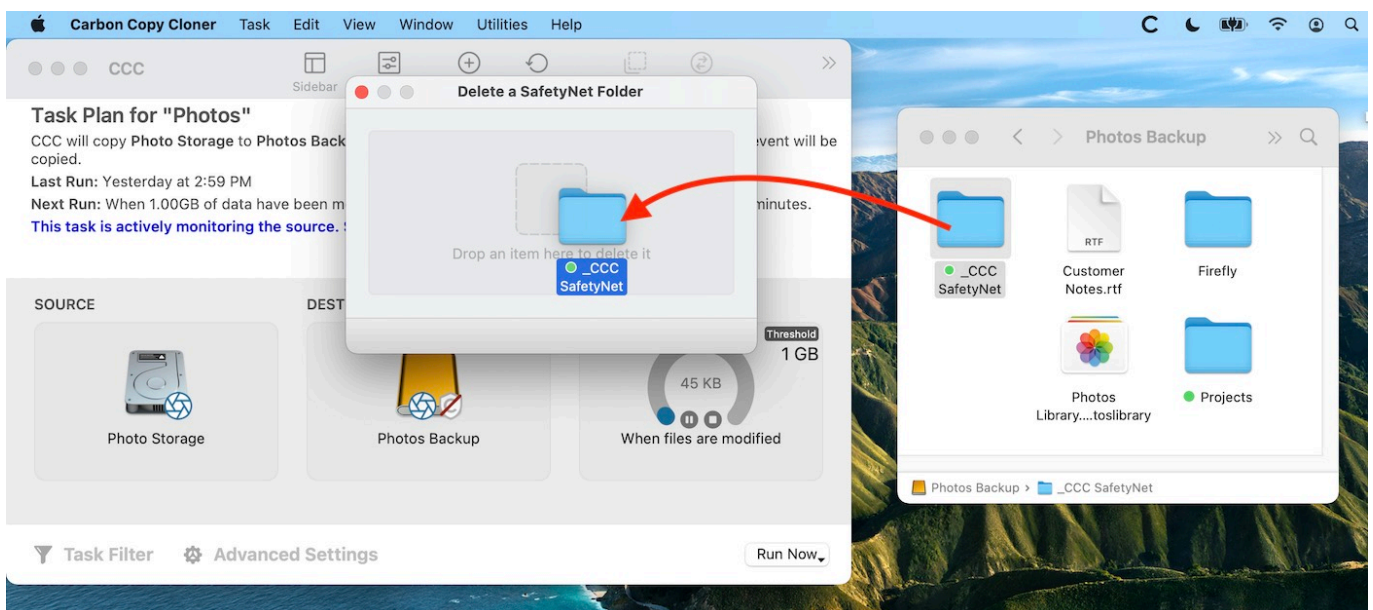 Carbon Copy Cloner Task Edit View Window Utilities Help
CCC
Sidebar
Task Plan for "Photos"
CCC will copy Photo Storage to Photos Back
event will be
copied.
Last Run: Yesterday at 2:59 PM
Next Run: When 1.00GB of data have been m
minutes.
This task is actively monitoring the source.
Delete a SafetyNet Folder
Drop an item here to delete it
_CCC
SafetyNet
SOURCE
DEST
Threshold
1 GB
45 KB
Photo Storage
Photos Backup
When files are modified
Task Filter
Advanced Settings
Run Now
Photos Backup
_CCC
SafetyNet
RTF
Customer
Notes.rtf
Firefly
Photos
Library....toslibrary
Projects
Photos Backup › _CCC SafetyNet